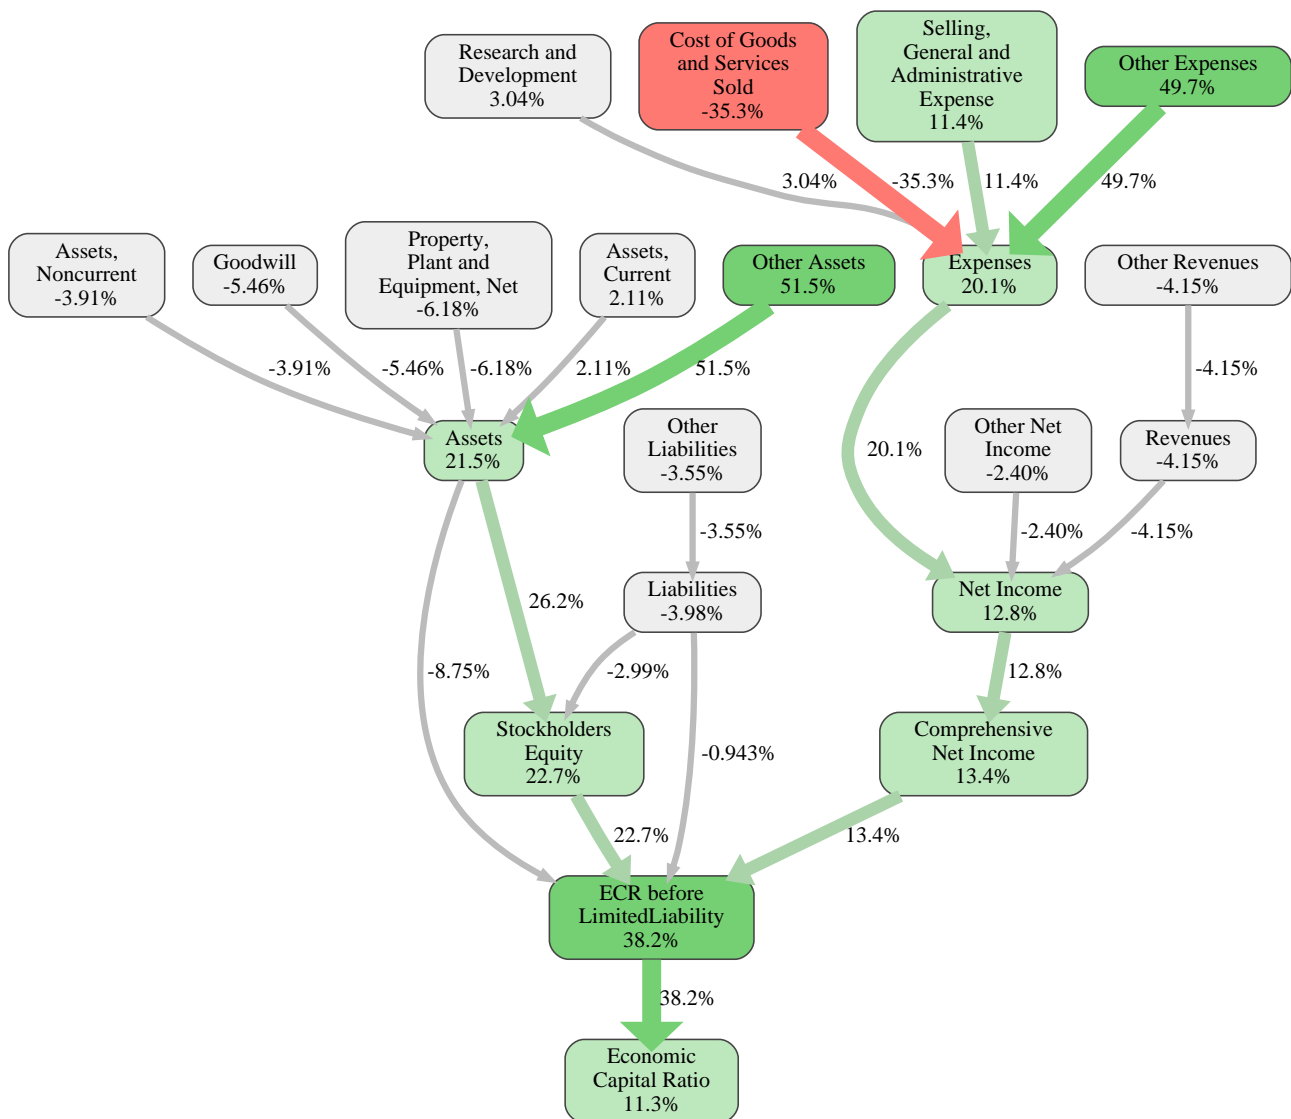 Research and
Development
3.04%
Cost of Goods
and Services
Sold
-35.3%
Selling,
General and
Administrative
Expense
11.4%
Other Expenses
49.7%
3.04%
-35.3%
11.4%
49.7%
Assets,
Noncurrent
-3.91%
Goodwill
-5.46%
Property,
Plant and
Equipment, Net
-6.18%
Assets,
Current
2.11%
Other Assets
51.5%
Expenses
20.1%
Other Revenues
-4.15%
-3.91%
-5.46%
-6.18%
2.11%
51.5%
-4.15%
Assets
21.5%
Other
Liabilities
-3.55%
20.1%
Other Net
Income
-2.40%
Revenues
-4.15%
-3.55%
-2.40%
-4.15%
26.2%
Liabilities
-3.98%
Net Income
12.8%
-8.75%
-2.99%
12.8%
Stockholders
Equity
22.7%
-0.943%
Comprehensive
Net Income
13.4%
22.7%
13.4%
ECR before
LimitedLiability
38.2%
38.2%
Economic
Capital Ratio
11.3%